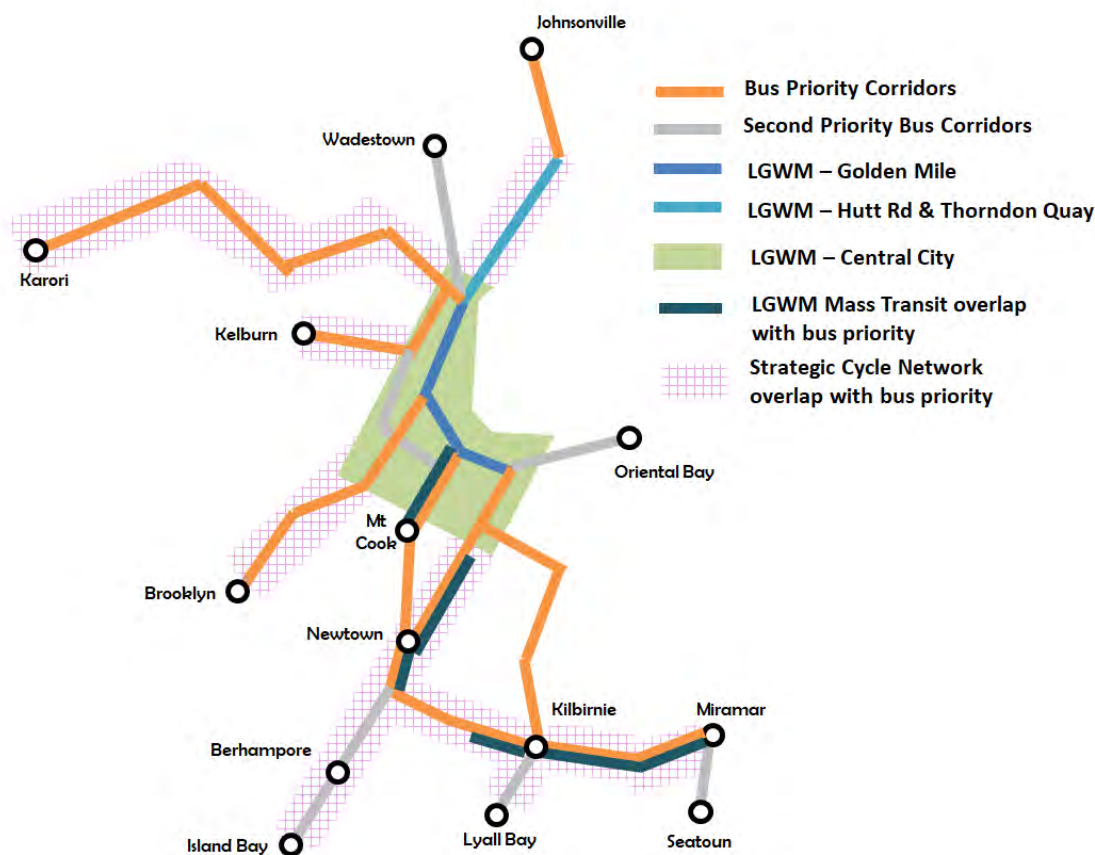 Johnsonville
Wadestown
Karori
Kelburn
Oriental Bay
Mt
Cook
Brooklyn
Newtown
Kilbirnie
Miramar
Berhampore
Island Bay
Lyall Bay
Seatoun
Bus Priority Corridors
Second Priority Bus Corridors
LGWM – Golden Mile
LGWM – Hutt Rd & Thorndon Quay
LGWM – Central City
LGWM Mass Transit overlap
with bus priority
Strategic Cycle Network
overlap with bus priority